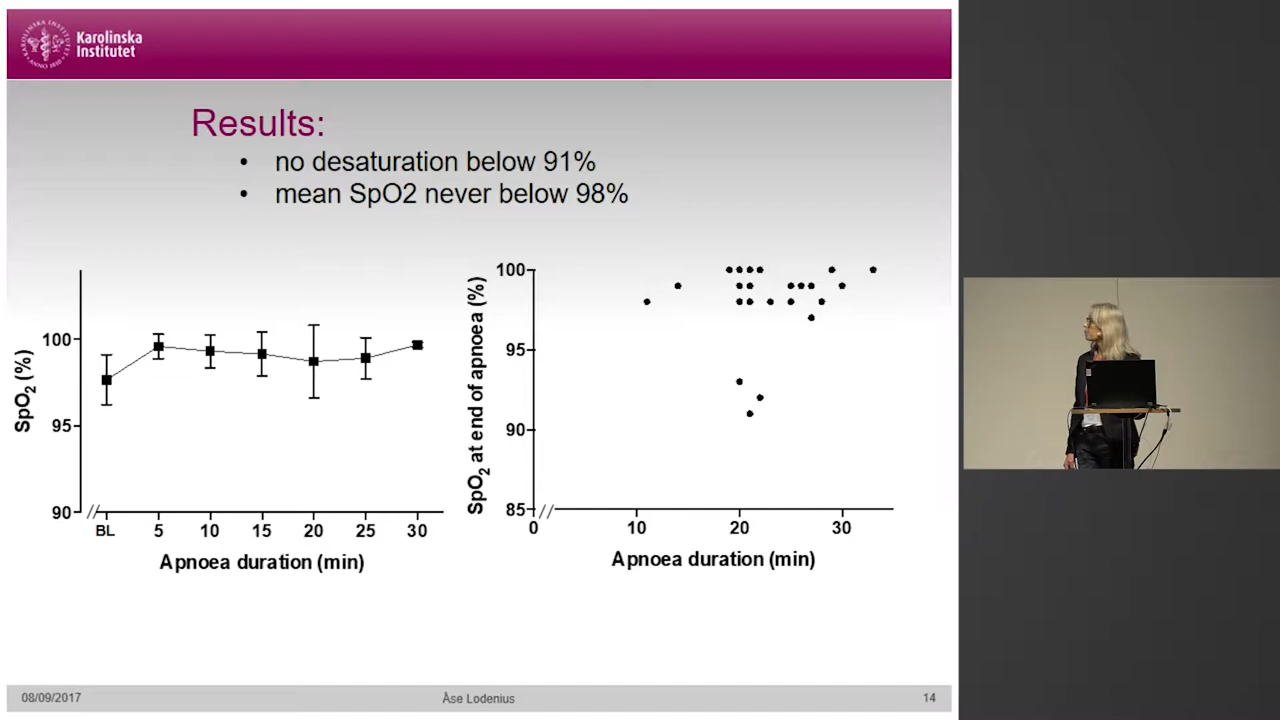 Karolinska
Institutet
ANNO 1810
Results:
• no desaturation below 91%
• mean SpO2 never below 98%
SpO2 (%)
100
95
90
BL 5 10 15 20 25 30
Apnoea duration (min)
SpO2 at end of apnoea (%)
100
95
90
85
0 10 20 30
Apnoea duration (min)
08/09/2017 Åse Lodenius 14